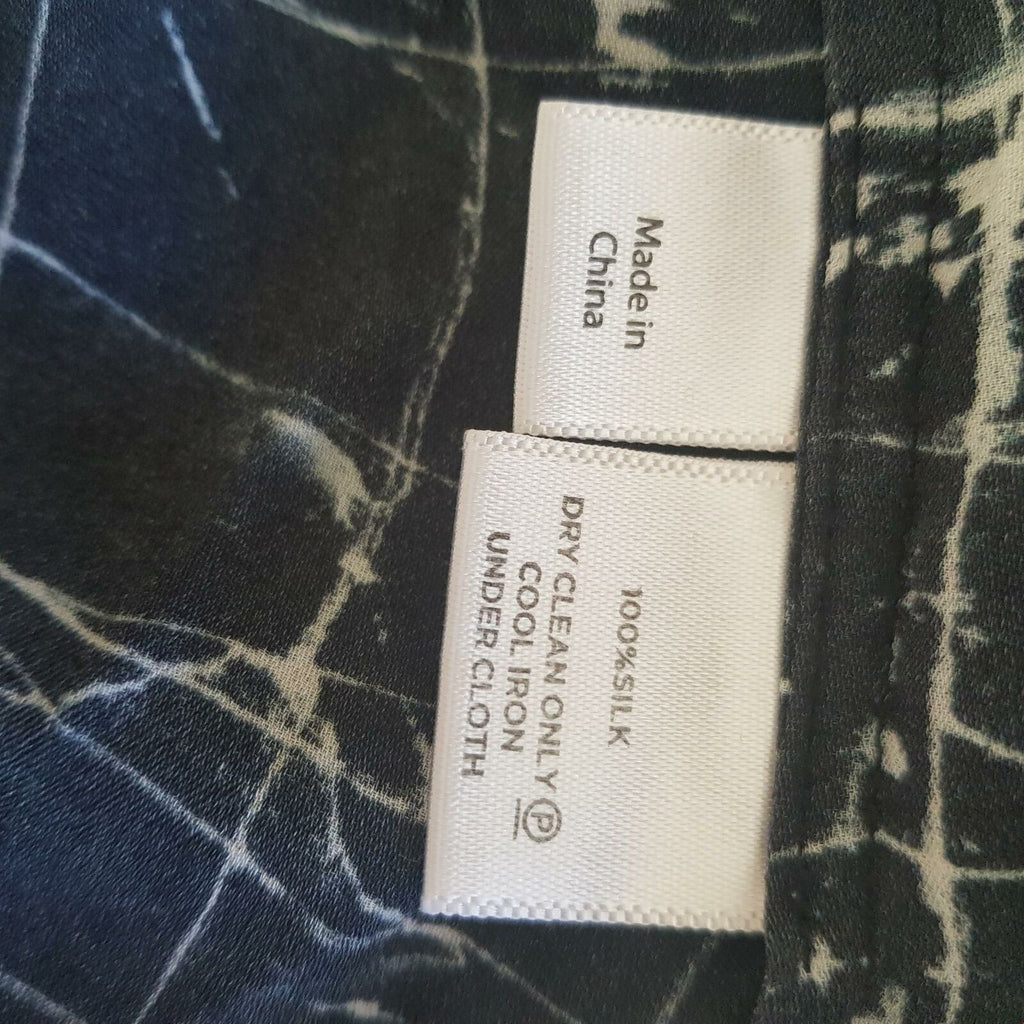 Made in
China
100%SILK
DRY CLEAN ONLY Ⓟ
COOL IRON
UNDER CLOTH